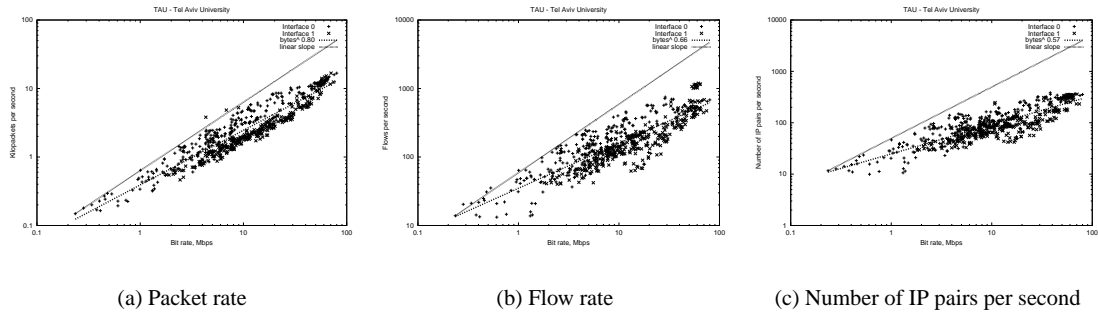 TAU - Tel Aviv University
Kilopackets per second
100
10
1
0.1
0.1
1
10
100
Bit rate, Mbps
Interface 0
Interface 1
bytes^ 0.80
linear slope
(a) Packet rate
TAU - Tel Aviv University
Flows per second
10000
1000
100
10
0.1
1
10
100
Bit rate, Mbps
Interface 0
Interface 1
bytes^ 0.66
linear slope
(b) Flow rate
TAU - Tel Aviv University
Number of IP pairs per second
10000
1000
100
10
1
0.1
1
10
100
Bit rate, Mbps
Interface 0
Interface 1
bytes^ 0.57
linear slope
(c) Number of IP pairs per second